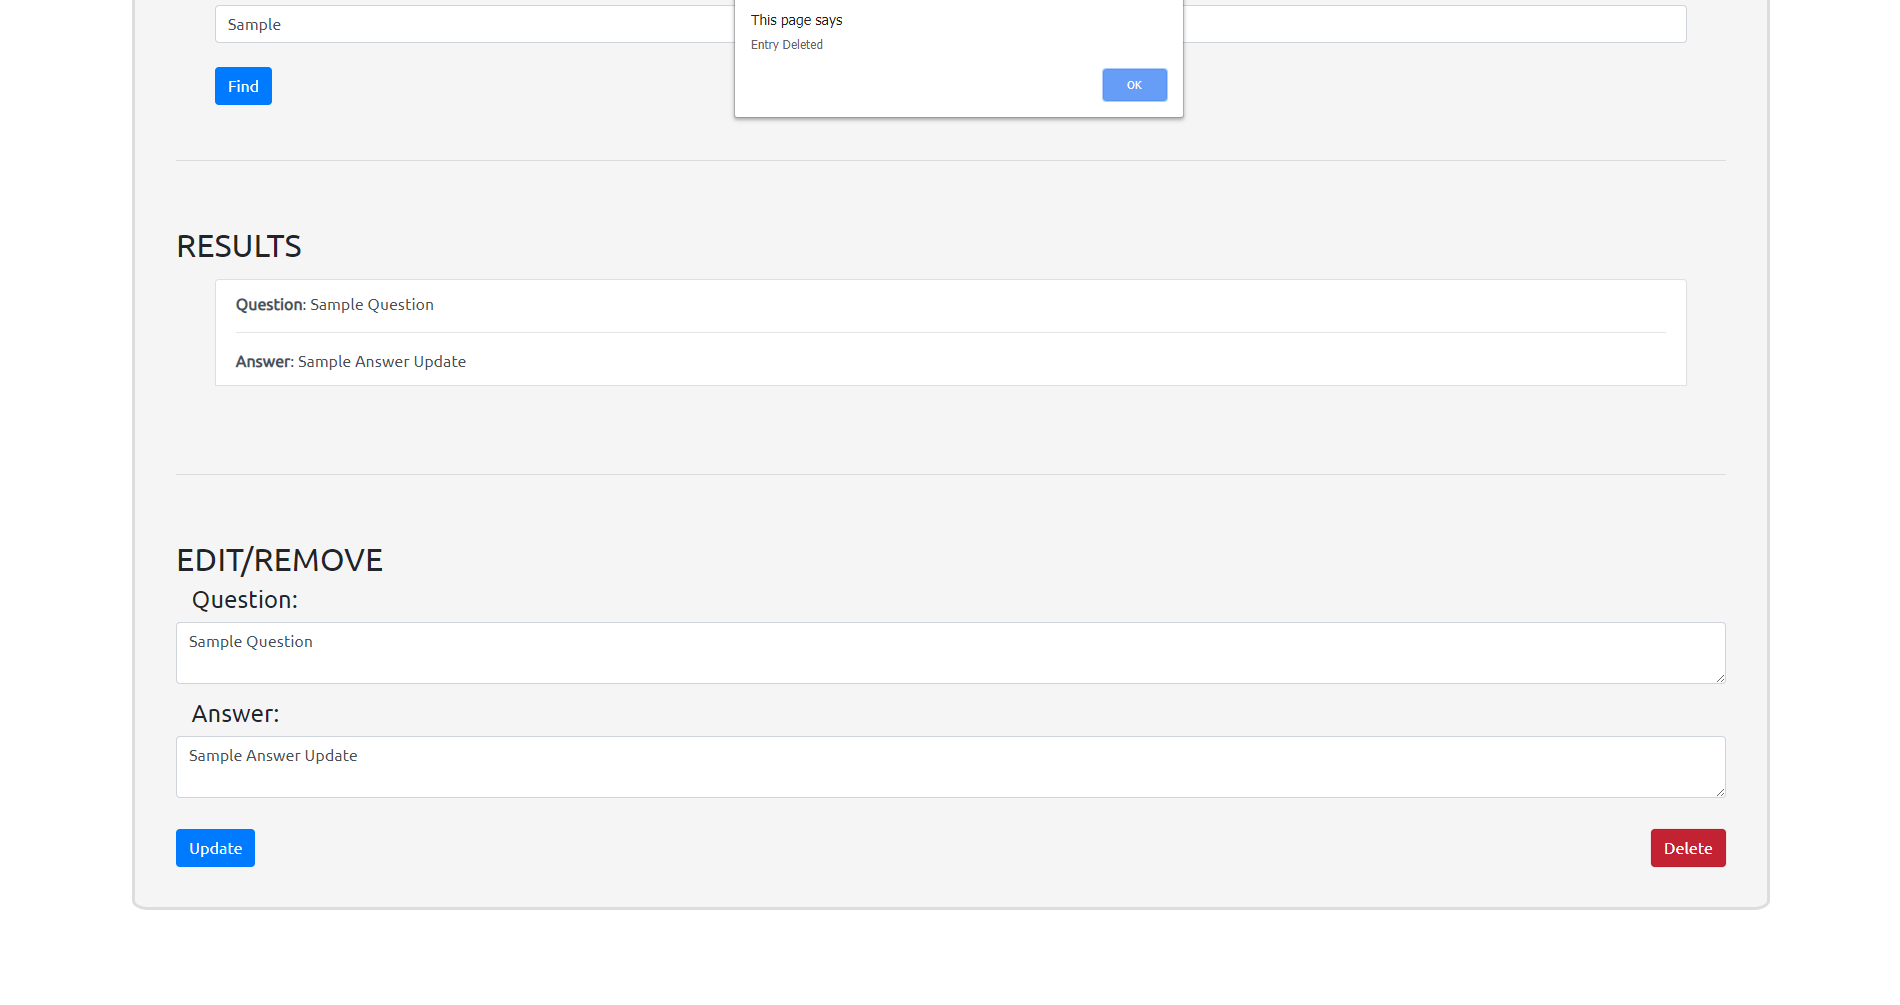 This page says
Entry Deleted
OK
Sample
Find
RESULTS
Question: Sample Question
Answer: Sample Answer Update
EDIT/REMOVE
Question:
Sample Question
Answer:
Sample Answer Update
Update
Delete